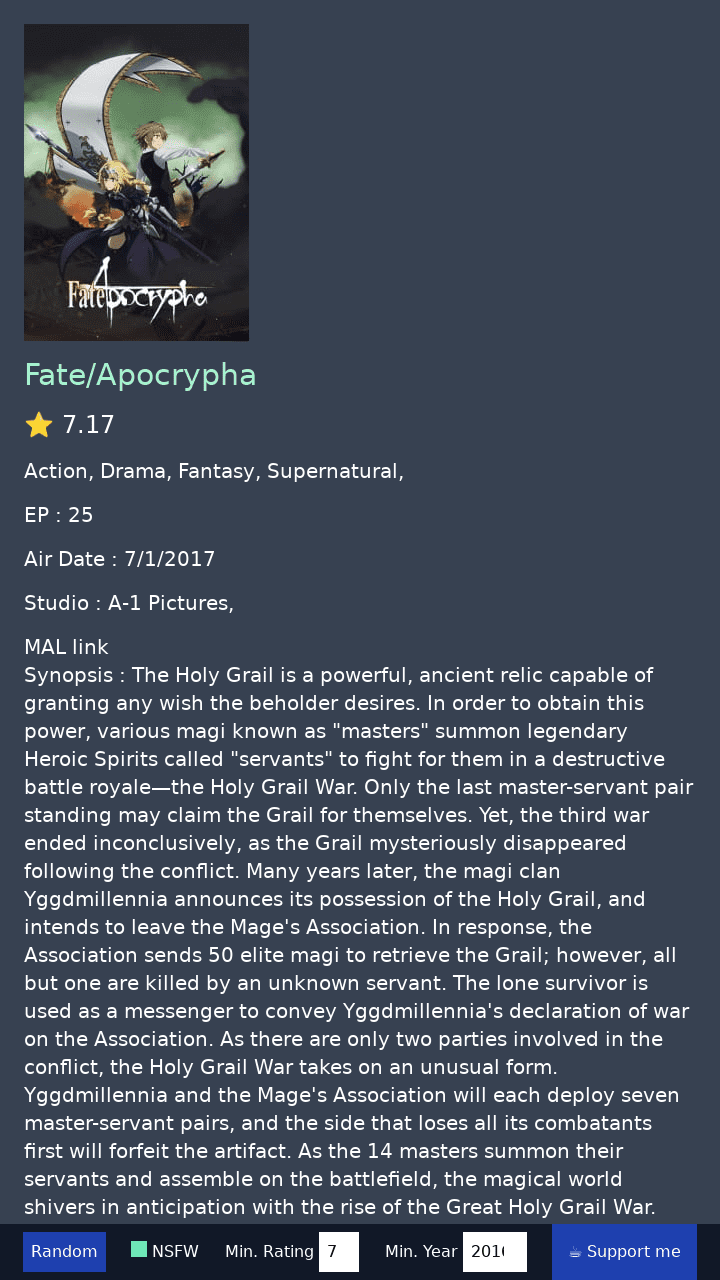 Fate/Apocrypha
Fate/Apocrypha
⭐ 7.17
Action, Drama, Fantasy, Supernatural,
EP : 25
Air Date : 7/1/2017
Studio : A-1 Pictures,
MAL link
Synopsis : The Holy Grail is a powerful, ancient relic capable of
granting any wish the beholder desires. In order to obtain this
power, various magi known as "masters" summon legendary
Heroic Spirits called "servants" to fight for them in a destructive
battle royale—the Holy Grail War. Only the last master-servant pair
standing may claim the Grail for themselves. Yet, the third war
ended inconclusively, as the Grail mysteriously disappeared
following the conflict. Many years later, the magi clan
Yggdmillennia announces its possession of the Holy Grail, and
intends to leave the Mage's Association. In response, the
Association sends 50 elite magi to retrieve the Grail; however, all
but one are killed by an unknown servant. The lone survivor is
used as a messenger to convey Yggdmillennia's declaration of war
on the Association. As there are only two parties involved in the
conflict, the Holy Grail War takes on an unusual form.
Yggdmillennia and the Mage's Association will each deploy seven
master-servant pairs, and the side that loses all its combatants
first will forfeit the artifact. As the 14 masters summon their
servants and assemble on the battlefield, the magical world
shivers in anticipation with the rise of the Great Holy Grail War.
Random NSFW Min. Rating 7 Min. Year 201 ☕ Support me